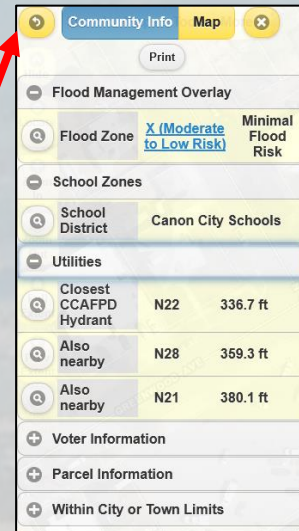 Community Info Map
Print
Flood Management Overlay
Flood Zone X (Moderate to Low Risk) Minimal Flood Risk
School Zones
School District Canon City Schools
Utilities
Closest CCAFPD Hydrant N22 336.7 ft
Also nearby N28 359.3 ft
Also nearby N21 380.1 ft
Voter Information
Parcel Information
Within City or Town Limits